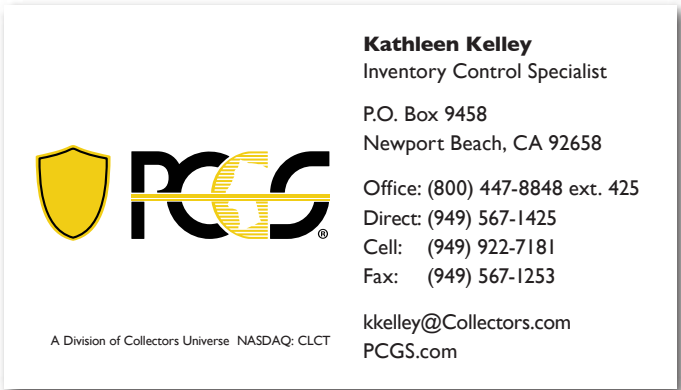 PCGS®
A Division of Collectors Universe NASDAQ: CLCT
Kathleen Kelley
Inventory Control Specialist
P.O. Box 9458
Newport Beach, CA 92658
Office: (800) 447-8848 ext. 425
Direct: (949) 567-1425
Cell: (949) 922-7181
Fax: (949) 567-1253
kkelley@Collectors.com
PCGS.com